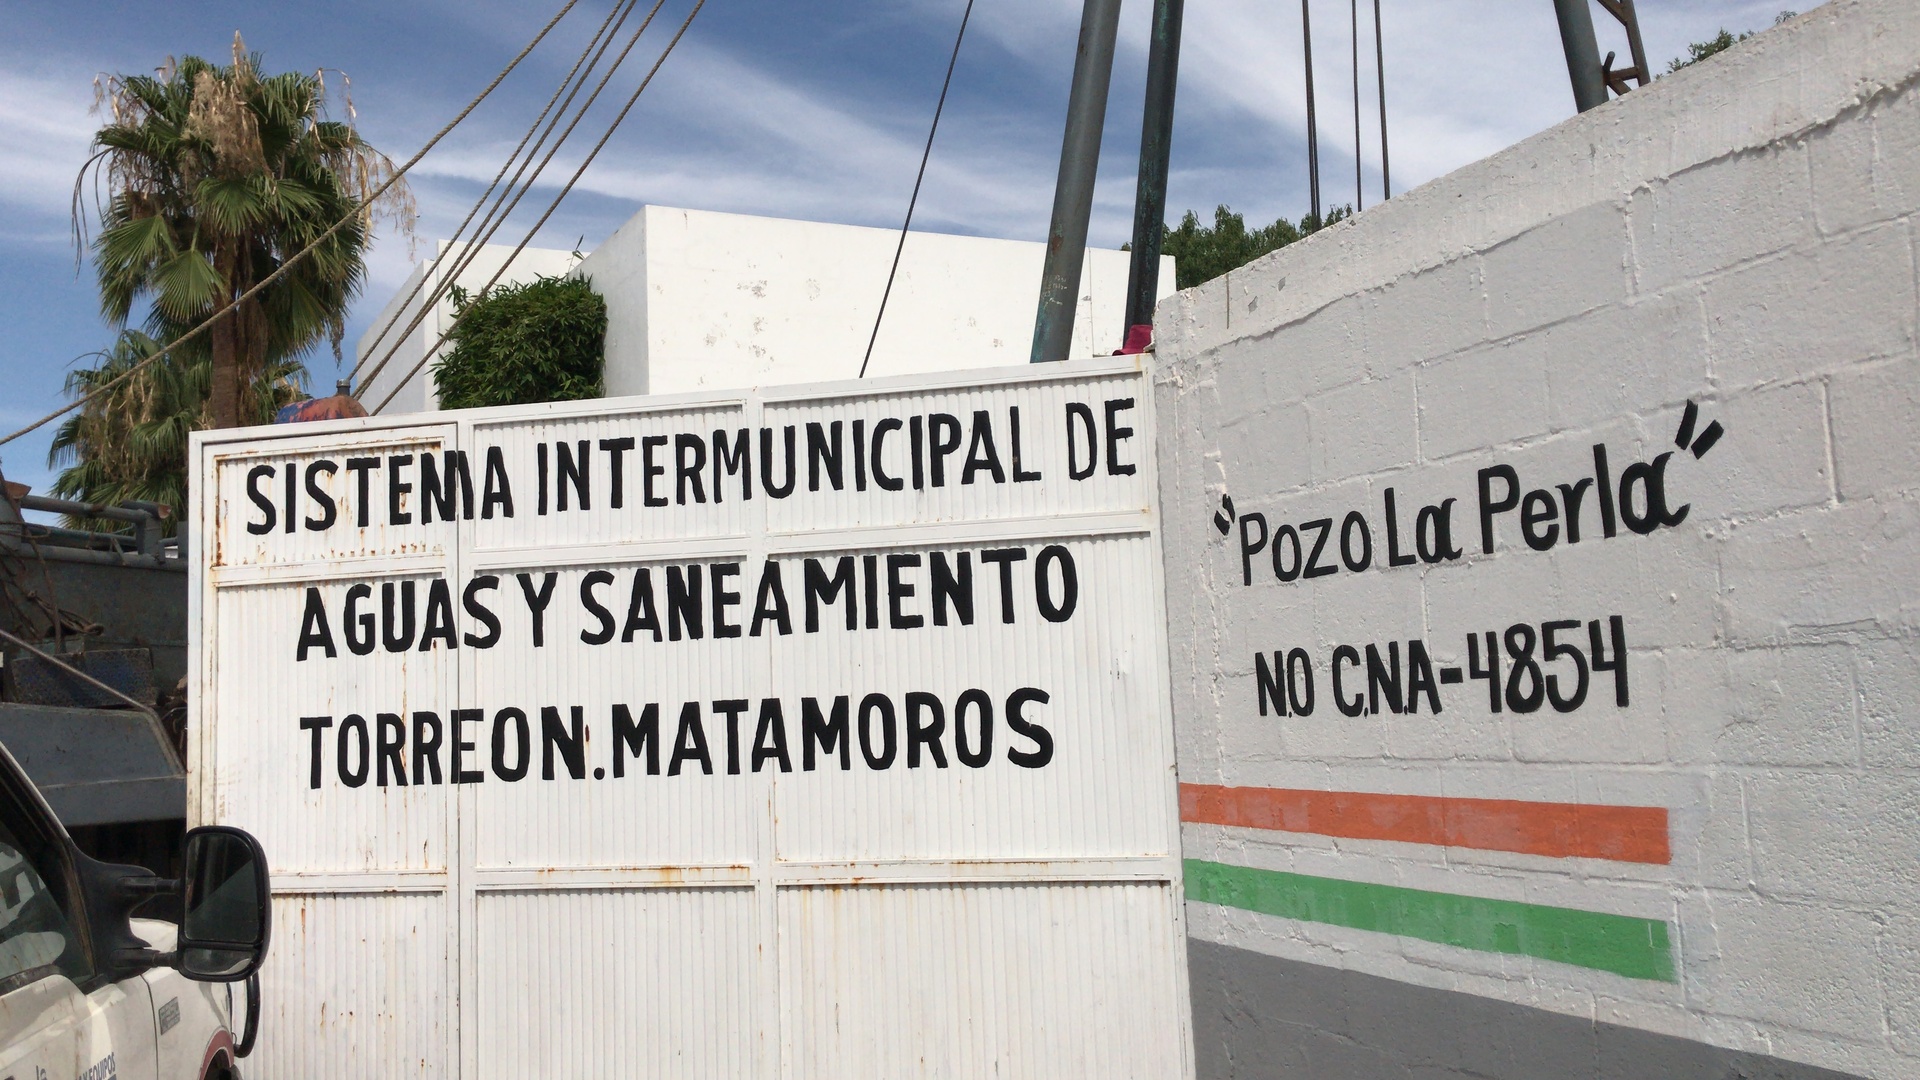 SISTEMA INTERMUNICIPAL DE
AGUAS Y SANEAMIENTO
TORREON.MATAMOROS
"Pozo La Perla"
N.O C.N.A-4854